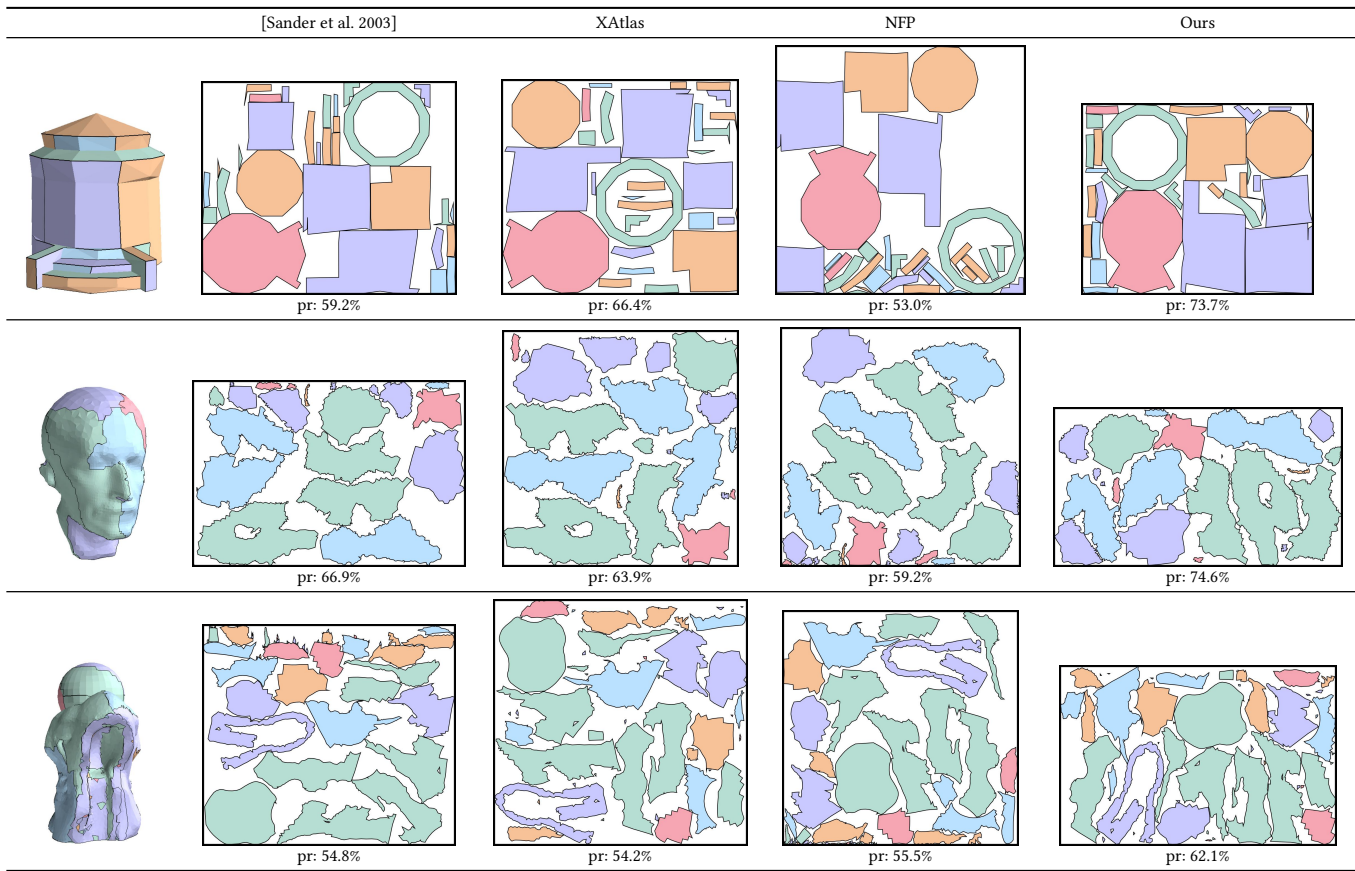 [Sander et al. 2003] XAtlas NFP Ours
pr: 59.2% pr: 66.4% pr: 53.0% pr: 73.7%
pr: 66.9% pr: 63.9% pr: 59.2% pr: 74.6%
pr: 54.8% pr: 54.2% pr: 55.5% pr: 62.1%